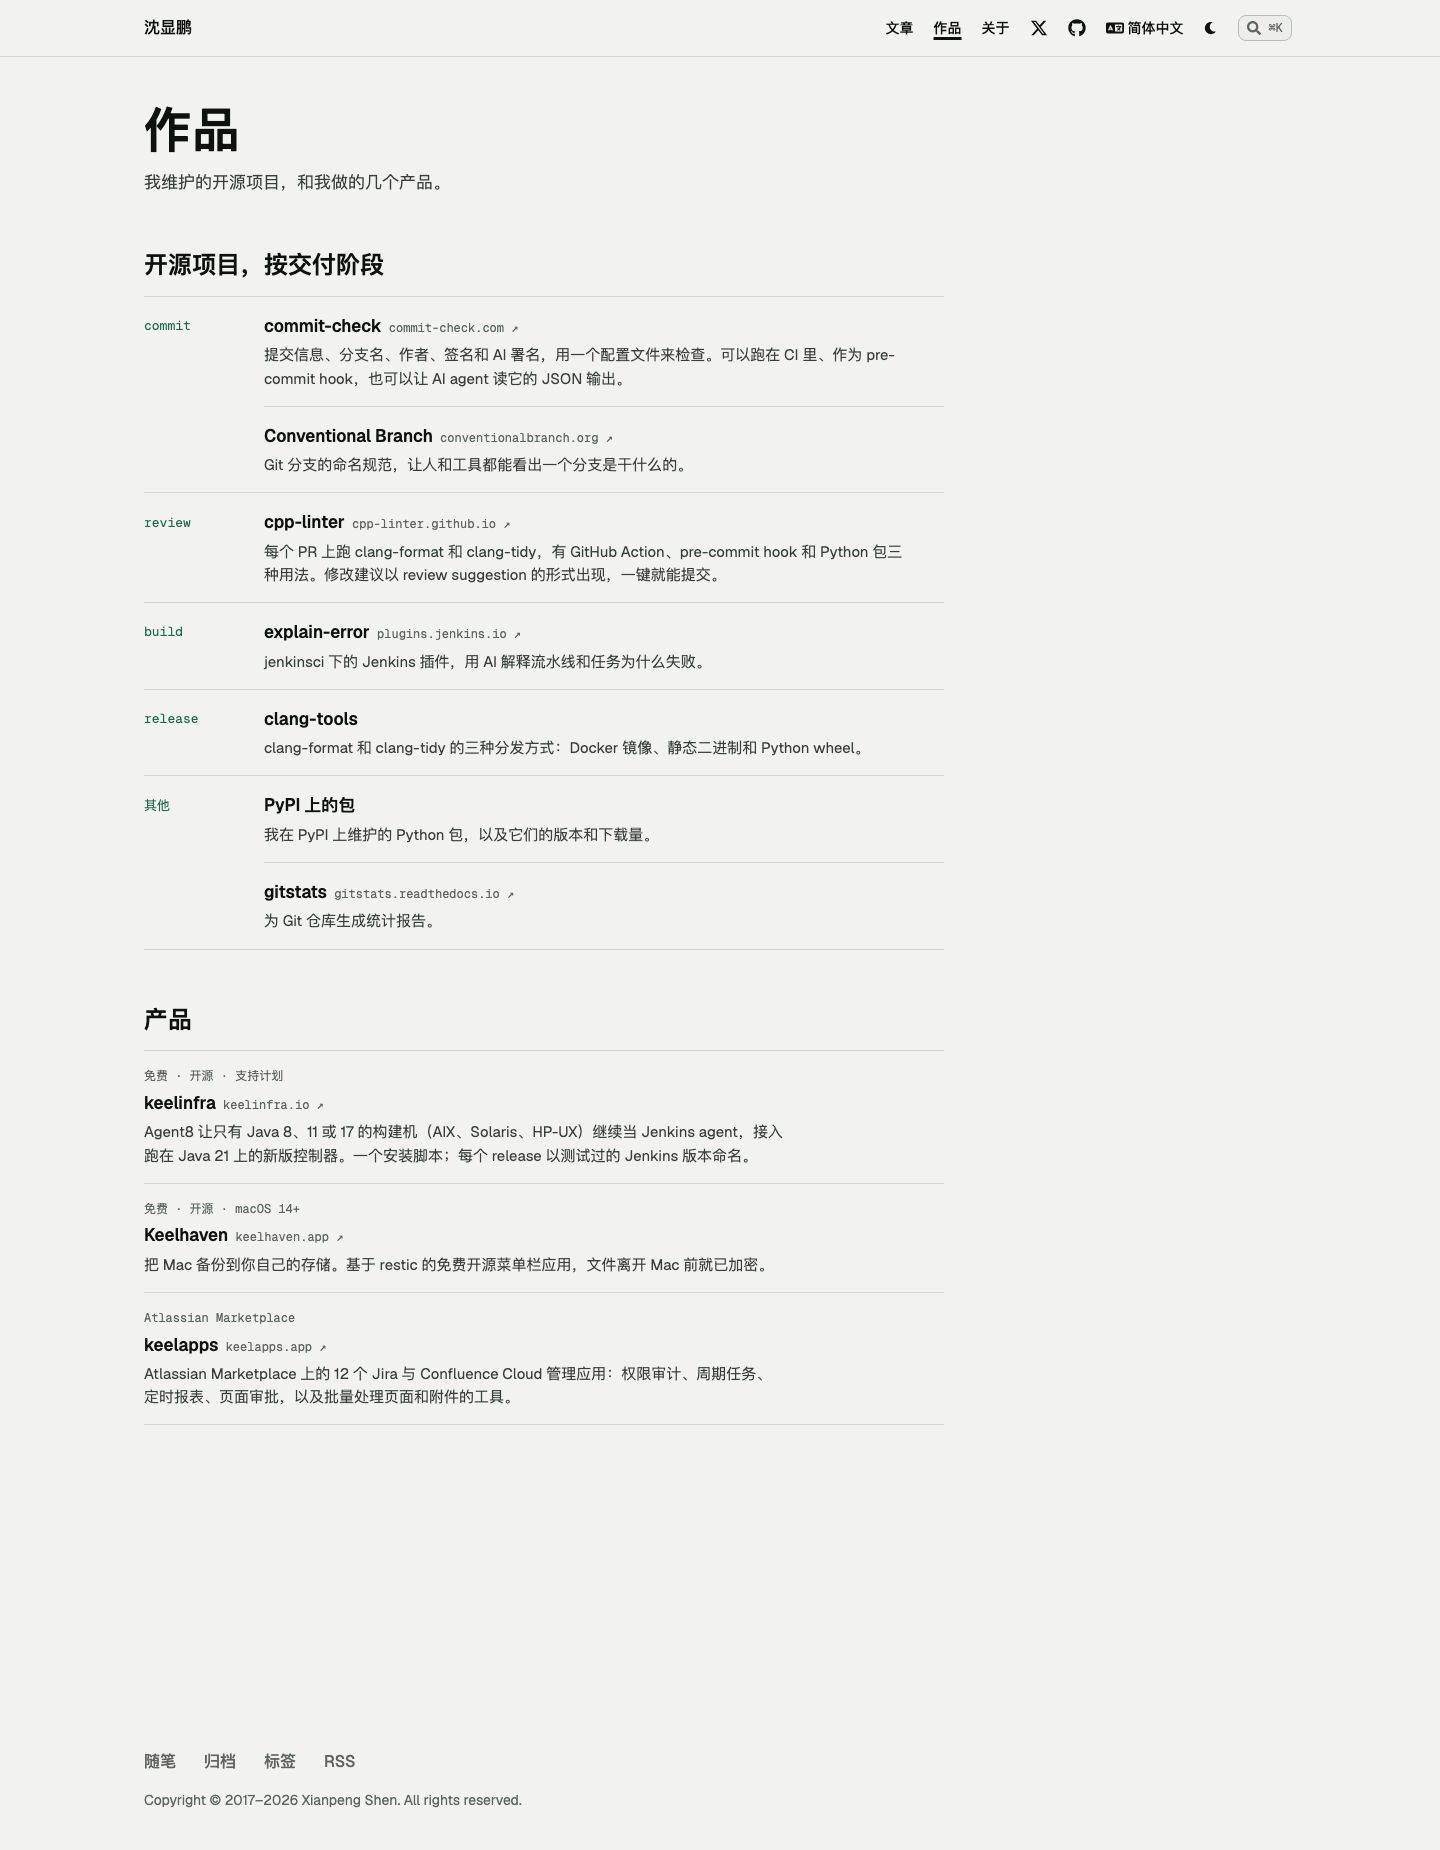 沈显鹏
文章 作品 关于 简体中文 ⌘K
作品
我维护的开源项目，和我做的几个产品。
开源项目，按交付阶段
commit
commit-check commit-check.com ↗
提交信息、分支名、作者、签名和 AI 署名，用一个配置文件来检查。可以跑在 CI 里、作为 pre-
commit hook，也可以让 AI agent 读它的 JSON 输出。
Conventional Branch conventionalbranch.org ↗
Git 分支的命名规范，让人和工具都能看出一个分支是干什么的。
review
cpp-linter cpp-linter.github.io ↗
每个 PR 上跑 clang-format 和 clang-tidy，有 GitHub Action、pre-commit hook 和 Python 包三
种用法。修改建议以 review suggestion 的形式出现，一键就能提交。
build
explain-error plugins.jenkins.io ↗
jenkinsci 下的 Jenkins 插件，用 AI 解释流水线和任务为什么失败。
release
clang-tools
clang-format 和 clang-tidy 的三种分发方式：Docker 镜像、静态二进制和 Python wheel。
其他
PyPI 上的包
我在 PyPI 上维护的 Python 包，以及它们的版本和下载量。
gitstats gitstats.readthedocs.io ↗
为 Git 仓库生成统计报告。
产品
免费 · 开源 · 支持计划
keelinfra keelinfra.io ↗
Agent8 让只有 Java 8、11 或 17 的构建机（AIX、Solaris、HP-UX）继续当 Jenkins agent，接入
跑在 Java 21 上的新版控制器。一个安装脚本；每个 release 以测试过的 Jenkins 版本命名。
免费 · 开源 · macOS 14+
Keelhaven keelhaven.app ↗
把 Mac 备份到你自己的存储。基于 restic 的免费开源菜单栏应用，文件离开 Mac 前就已加密。
Atlassian Marketplace
keelapps keelapps.app ↗
Atlassian Marketplace 上的 12 个 Jira 与 Confluence Cloud 管理应用：权限审计、周期任务、
定时报表、页面审批，以及批量处理页面和附件的工具。
随笔 归档 标签 RSS
Copyright © 2017–2026 Xianpeng Shen. All rights reserved.